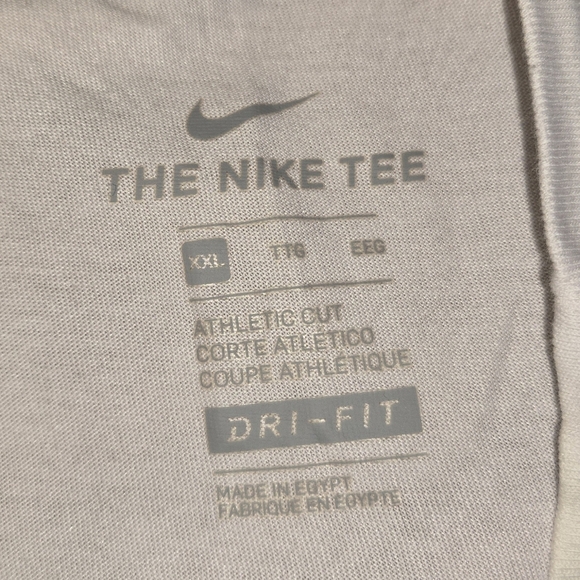 THE NIKE TEE
XXL TTG EEG
ATHLETIC CUT
CORTE ATLÉTICO
COUPE ATHLÉTIQUE
DRI-FIT
MADE IN EGYPT
FABRIQUE EN EGYPTE